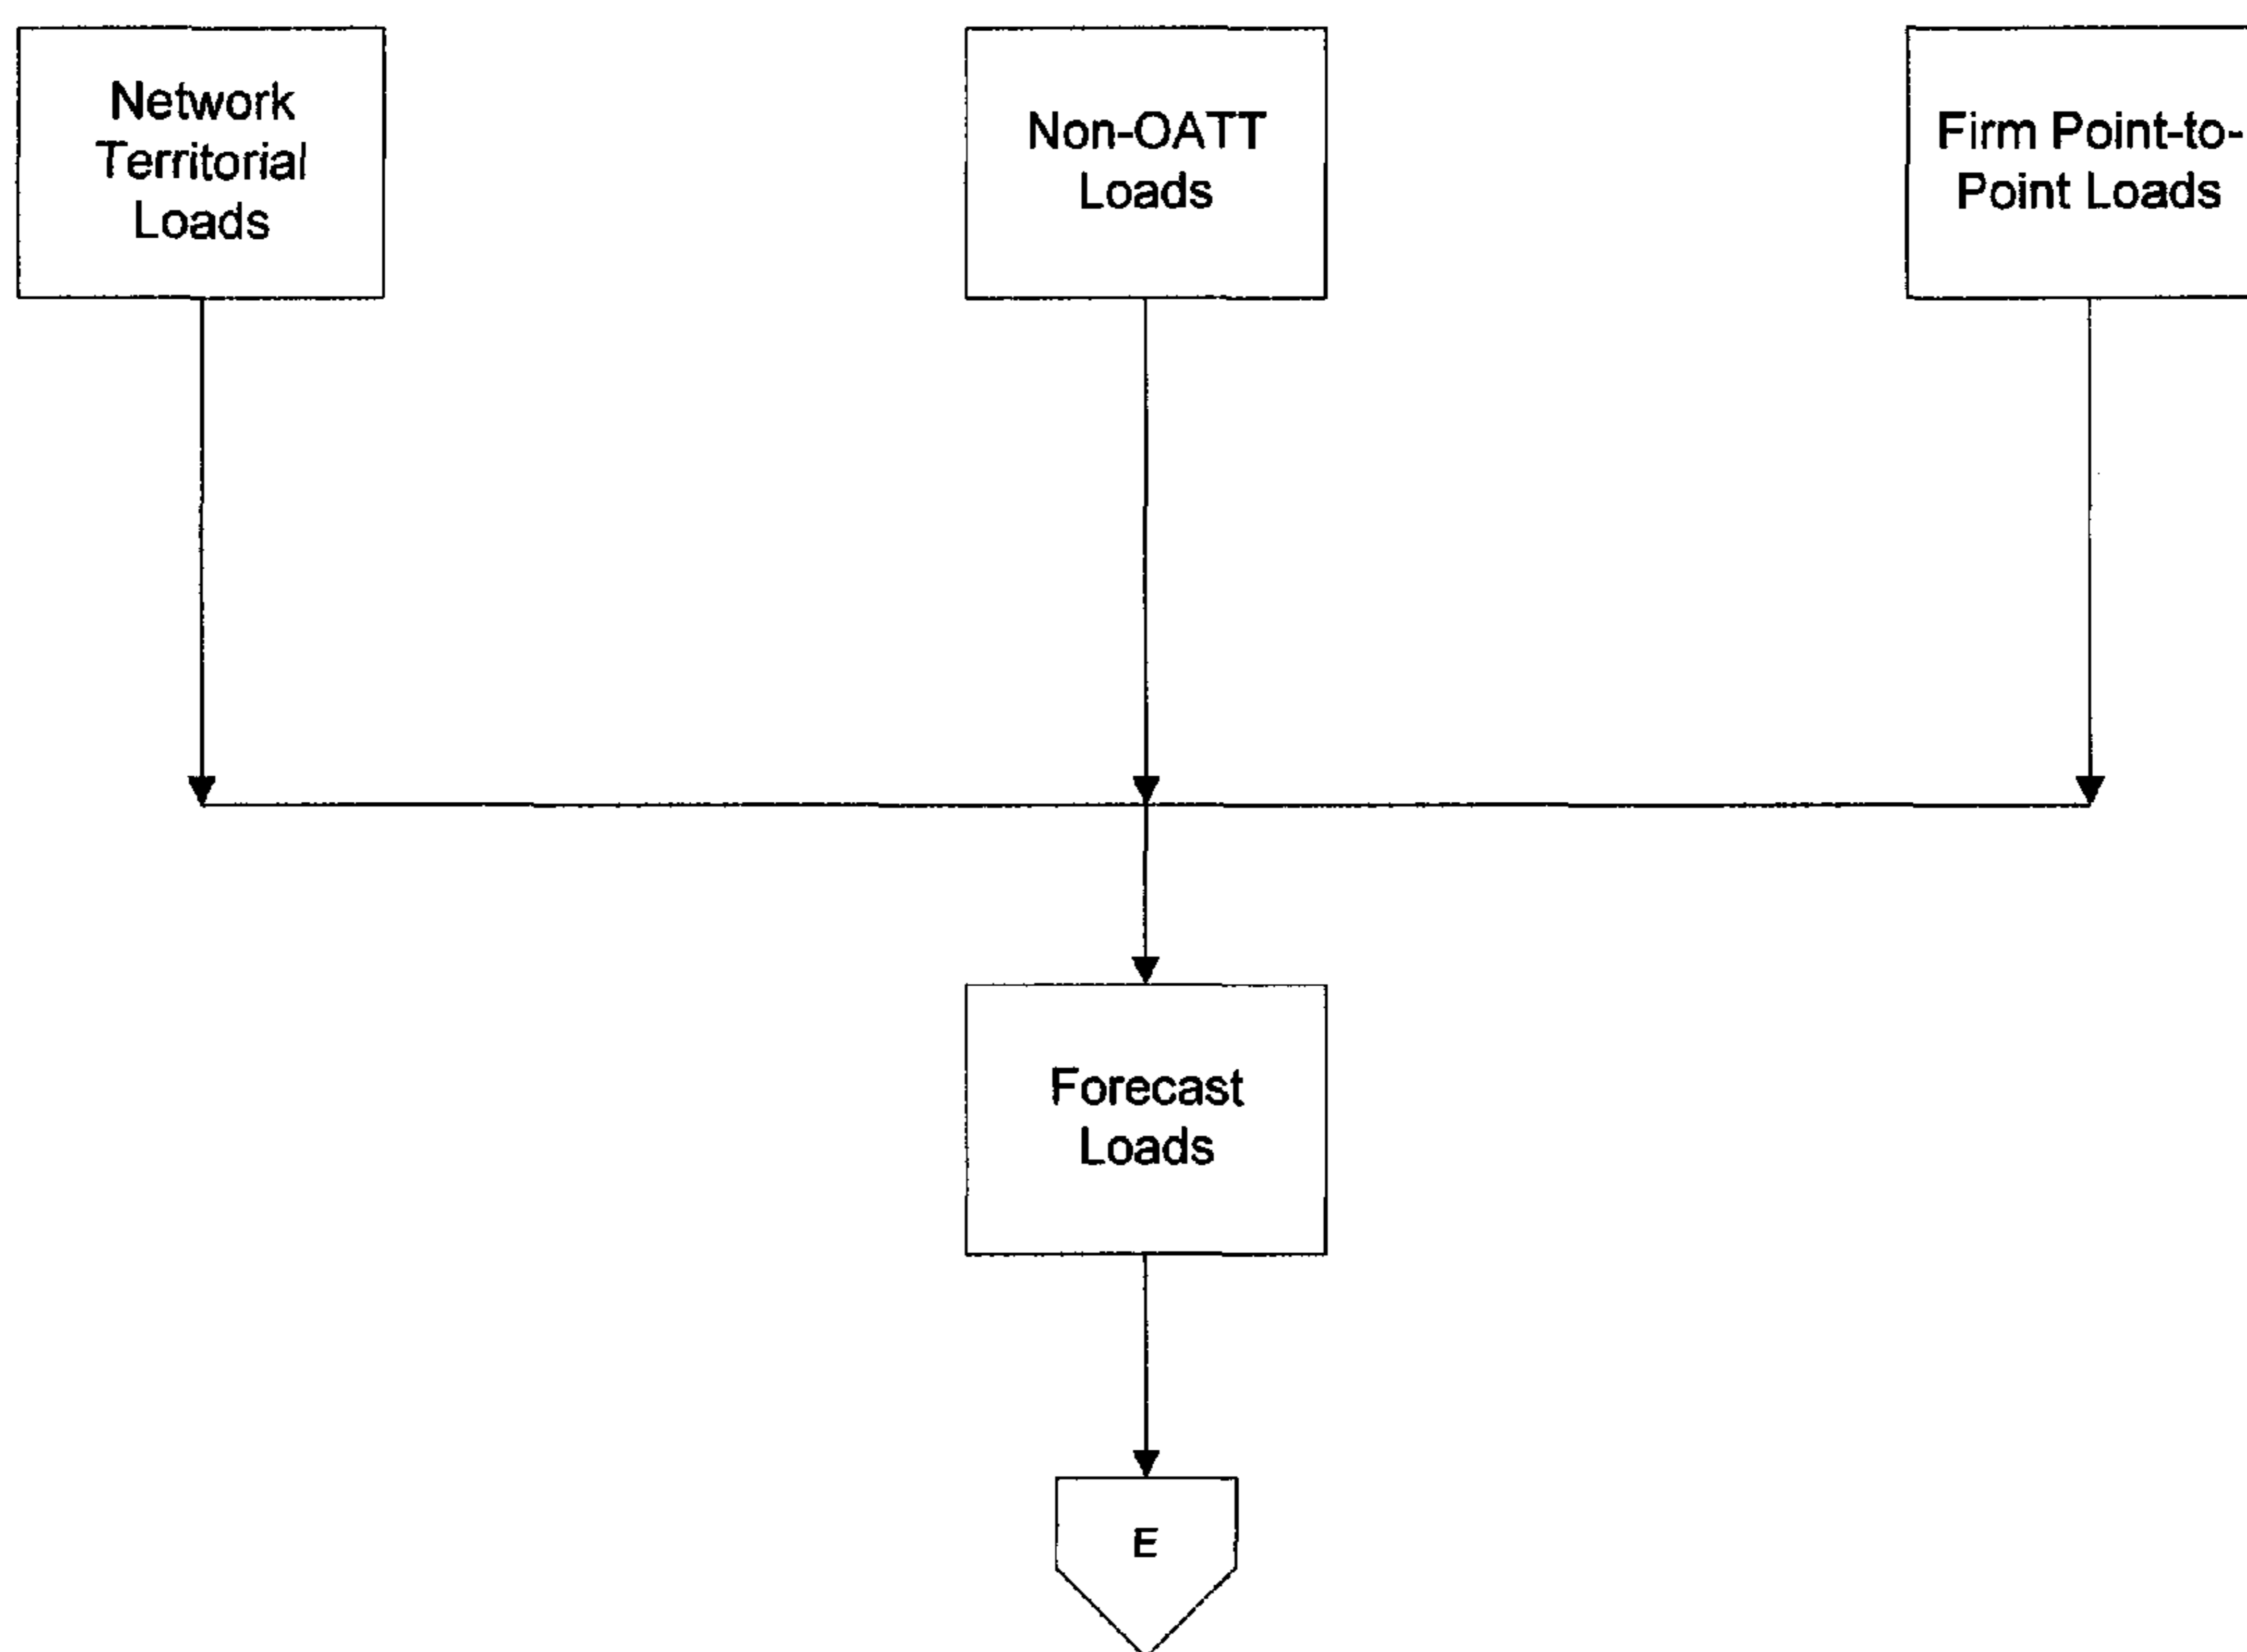 Network
Territorial
Loads
Non-OATT
Loads
Firm Point-to-
Point Loads
Forecast
Loads
E